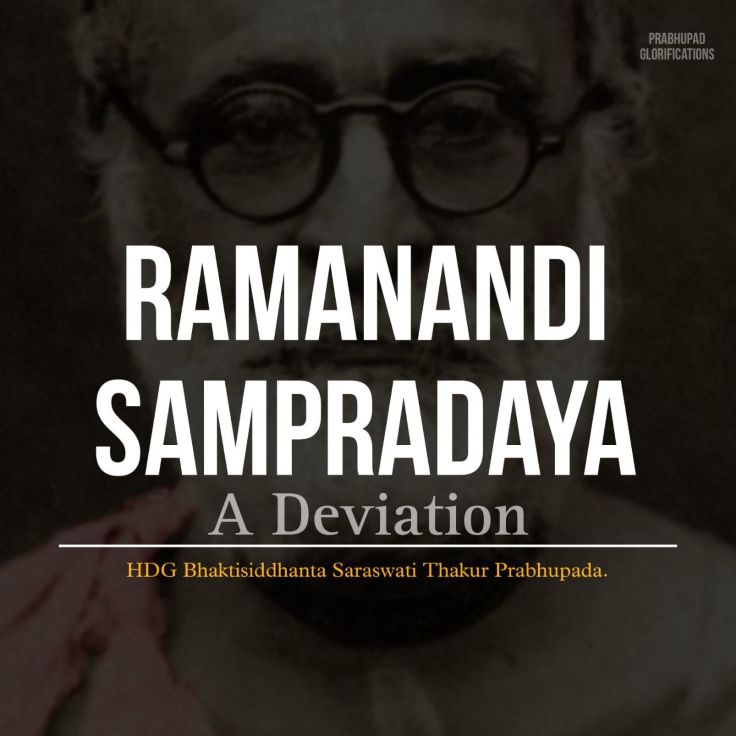 PRABHUPAD
GLORIFICATIONS
RAMANANDI
SAMPRADAYA
A Deviation
HDG Bhaktisiddhanta Saraswati Thakur Prabhupada.